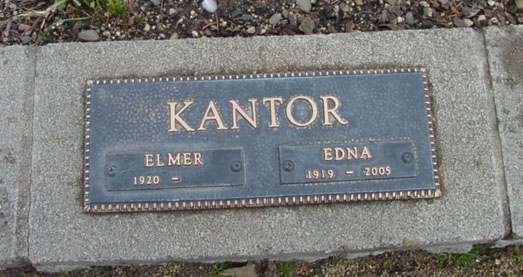 KANTOR
ELMER
1920 -
EDNA
1919 - 2005